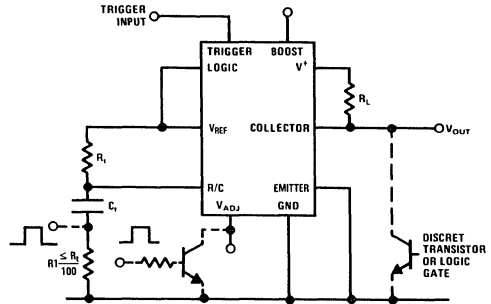 TRIGGER
INPUT
TRIGGER
BOOST
LOGIC
V+
RL
VREF
COLLECTOR
VOUT
Rt
R/C
EMITTER
Ct
VADJ
GND
R1 ≤ Rt
100
DISCRET
TRANSISTOR
OR LOGIC
GATE